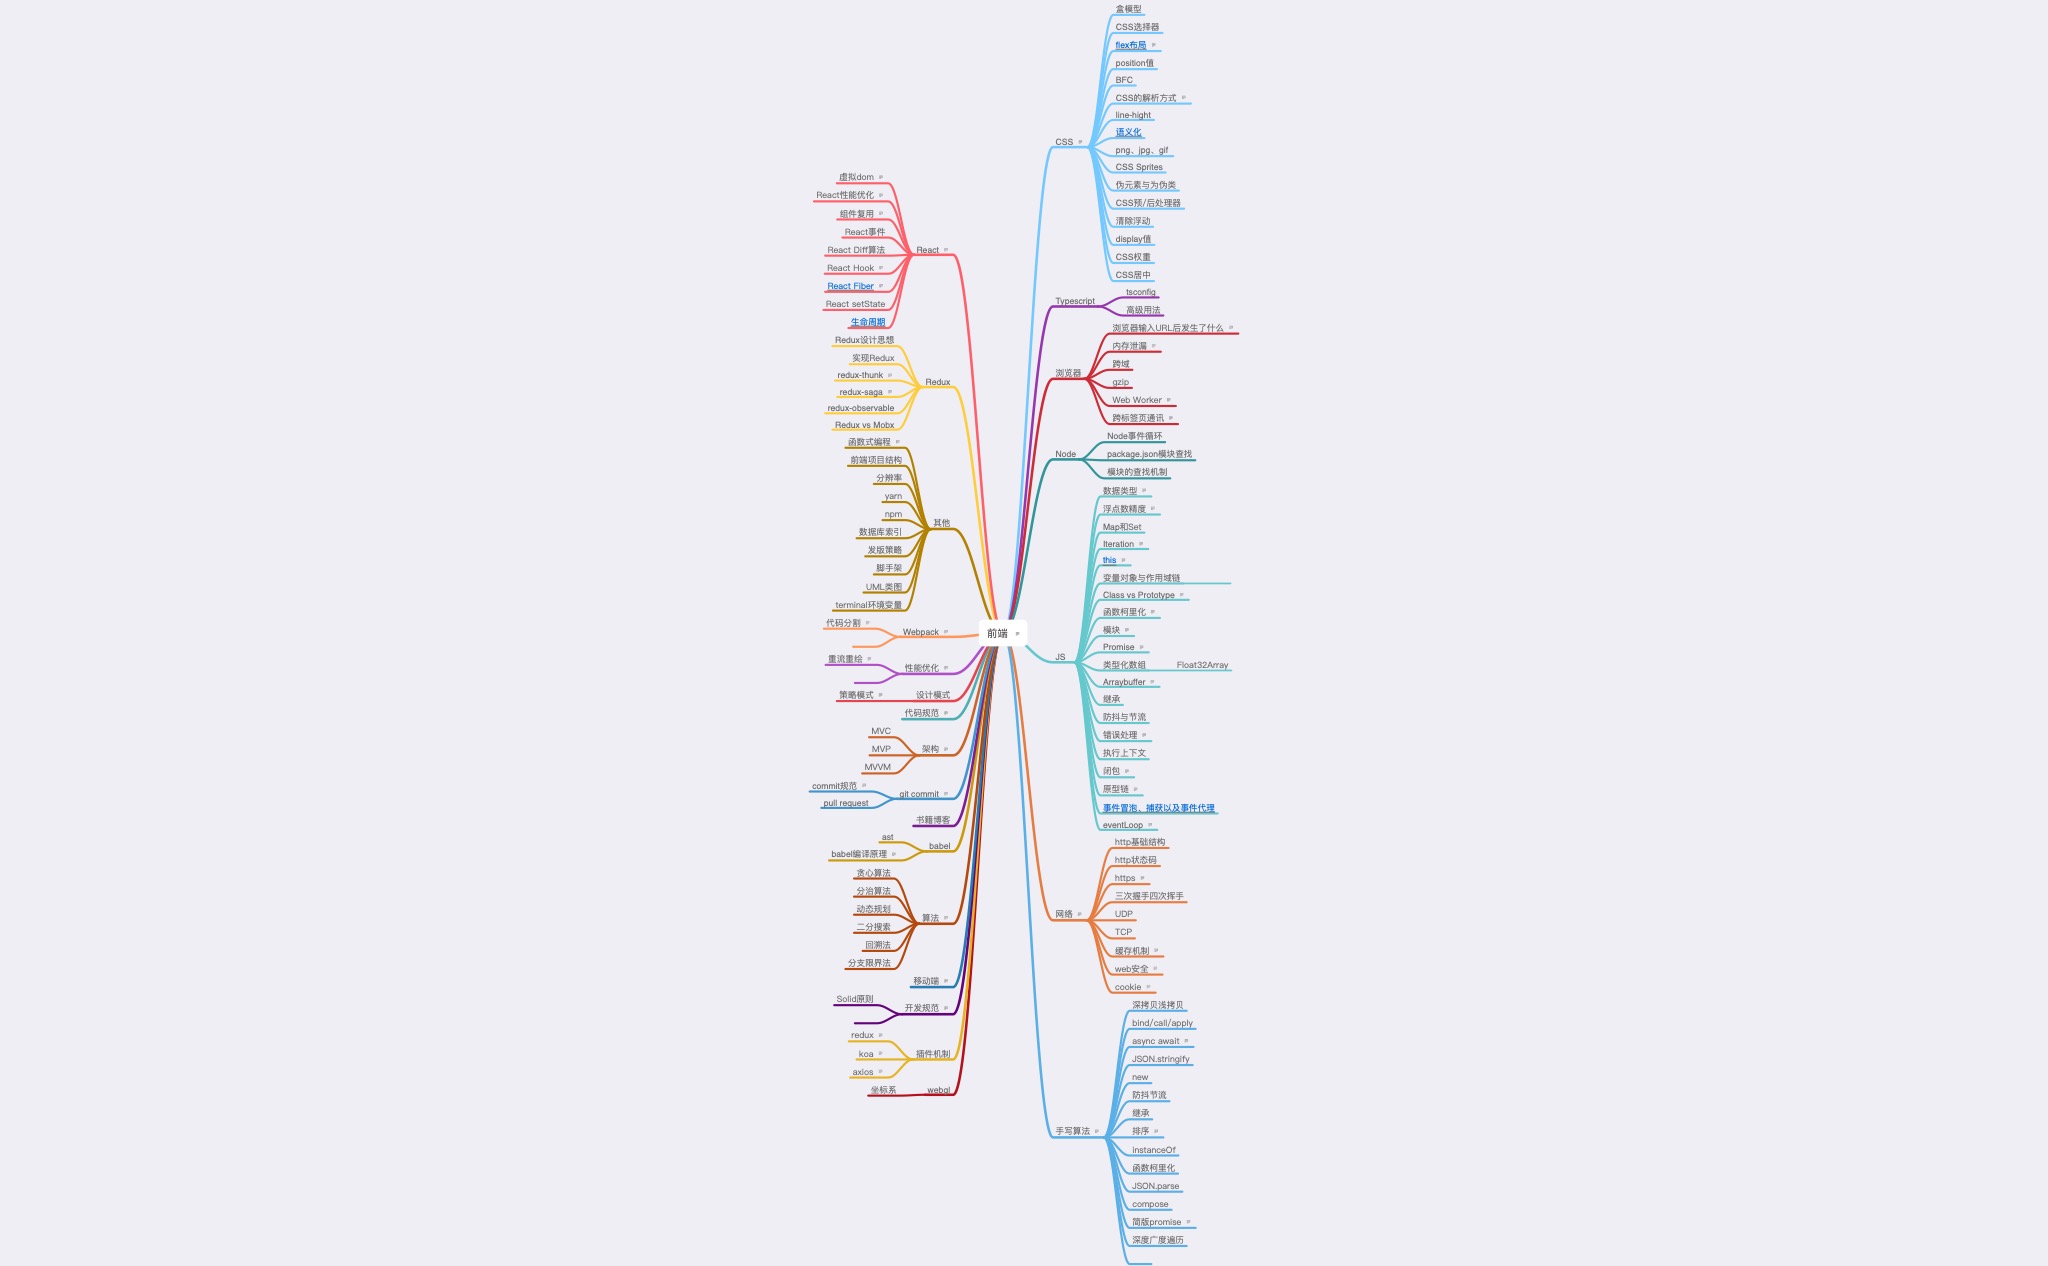 前端
CSS
盒模型
CSS选择器
flex布局
position值
BFC
CSS的解析方式
line-hight
语义化
png、jpg、gif
CSS Sprites
伪元素与为伪类
CSS预/后处理器
清除浮动
display值
CSS权重
CSS居中
Typescript
tsconfig
高级用法
浏览器
浏览器输入URL后发生了什么
内存泄漏
跨域
gzip
Web Worker
跨标签页通讯
Node
Node事件循环
package.json模块查找
模块的查找机制
JS
数据类型
浮点数精度
Map和Set
Iteration
this
变量对象与作用域链
Class vs Prototype
函数柯里化
模块
Promise
类型化数组
Float32Array
Arraybuffer
继承
防抖与节流
错误处理
执行上下文
闭包
原型链
事件冒泡、捕获以及事件代理
eventLoop
网络
http基础结构
http状态码
https
三次握手四次挥手
UDP
TCP
缓存机制
web安全
cookie
手写算法
深拷贝浅拷贝
bind/call/apply
async await
JSON.stringify
new
防抖节流
继承
排序
instanceOf
函数柯里化
JSON.parse
compose
简版promise
深度广度遍历
React
虚拟dom
React性能优化
组件复用
React事件
React Diff算法
React Hook
React Fiber
React setState
生命周期
Redux
Redux设计思想
实现Redux
redux-thunk
redux-saga
redux-observable
Redux vs Mobx
其他
函数式编程
前端项目结构
分辨率
yarn
npm
数据库索引
发版策略
脚手架
UML类图
terminal环境变量
Webpack
代码分割
性能优化
重流重绘
设计模式
策略模式
代码规范
架构
MVC
MVP
MVVM
git commit
commit规范
pull request
书籍博客
babel
ast
babel编译原理
算法
贪心算法
分治算法
动态规划
二分搜索
回溯法
分支限界法
移动端
开发规范
Solid原则
插件机制
redux
koa
axios
webgl
坐标系